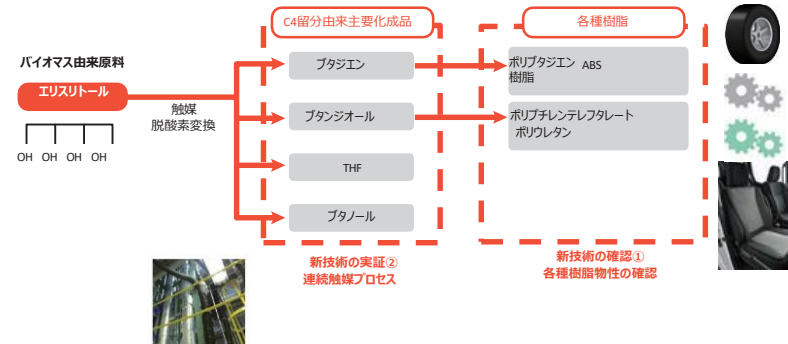 C4留分由来主要化成品
各種樹脂
バイオマス由来原料
エリスリトール
触媒
脱酸素変換
OH OH OH OH
ブタジエン
ブタンジオール
THF
ブタノール
ポリブタジエン ABS
樹脂
ポリブチレンテレフタレート
ポリウレタン
新技術の実証②
連続触媒プロセス
新技術の確認①
各種樹脂物性の確認